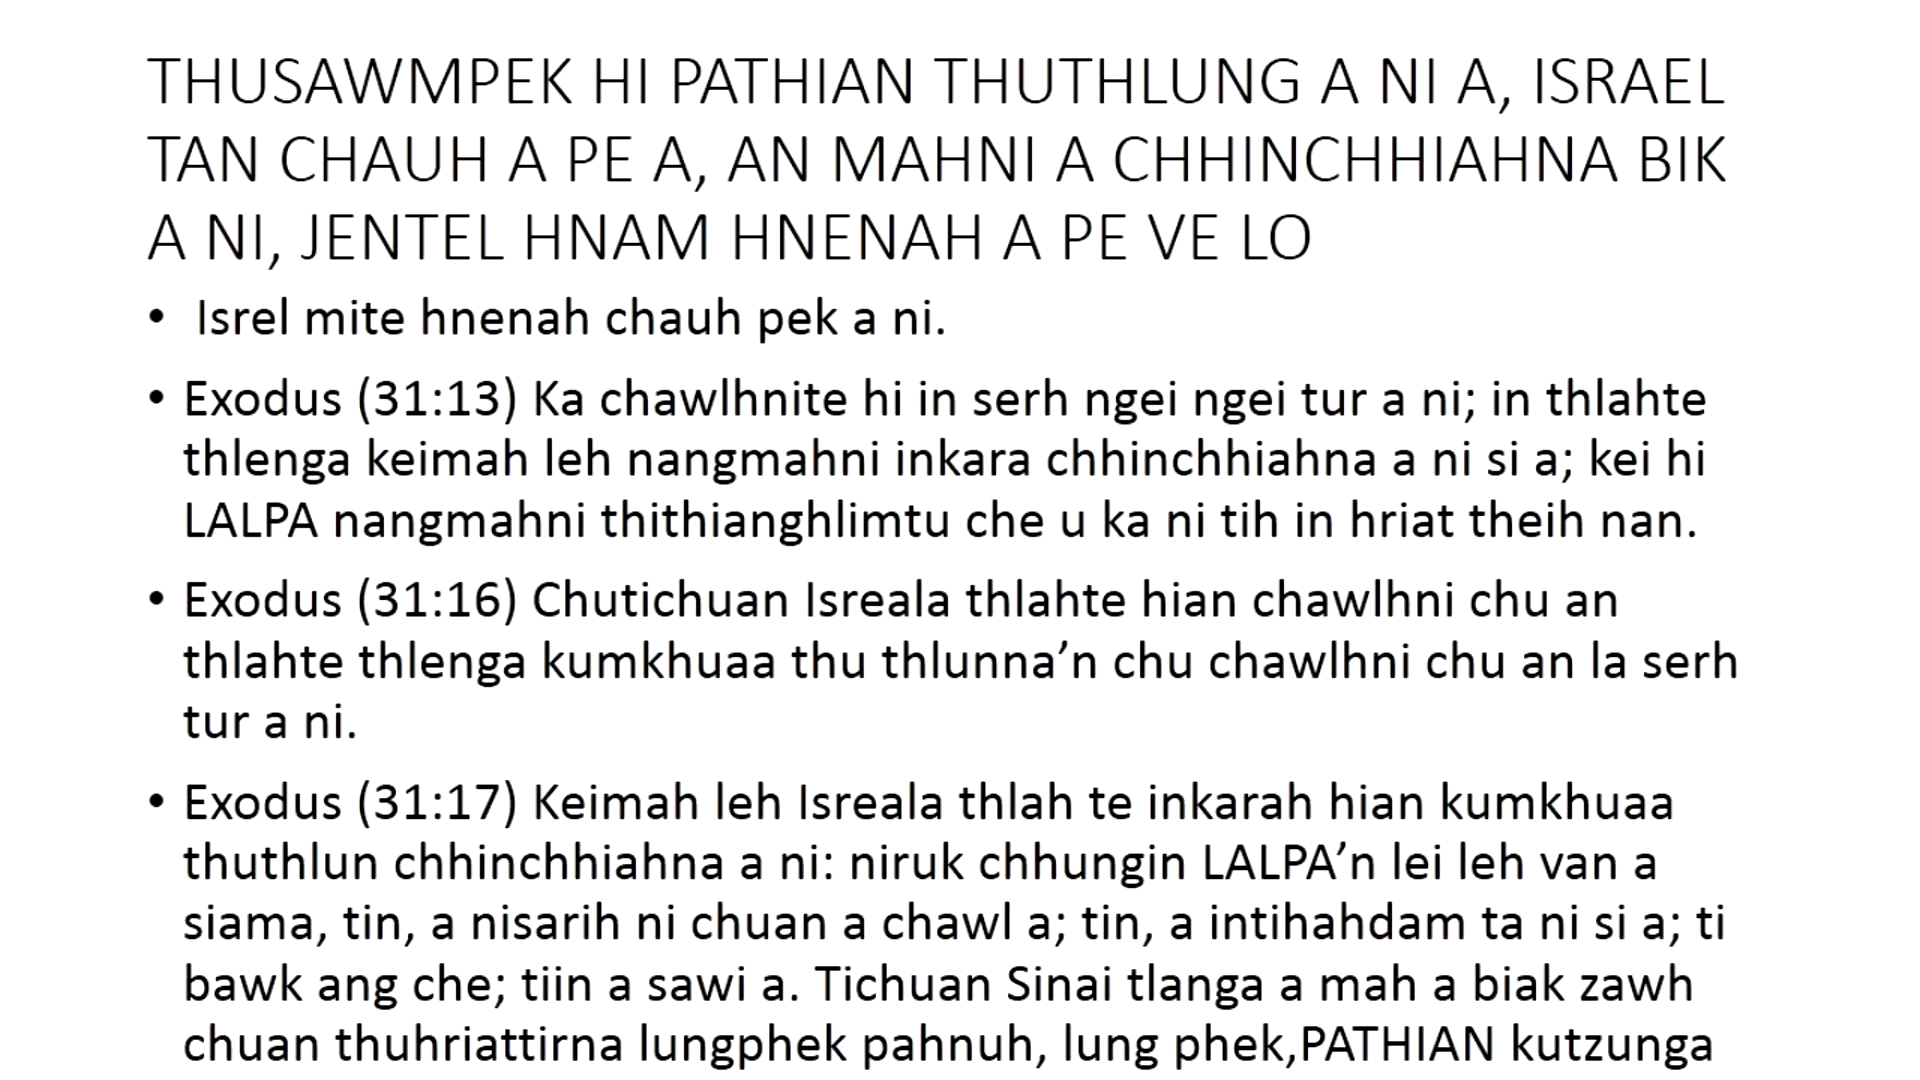 THUSAWMPEK HI PATHIAN THUTHLUNG A NI A, ISRAEL
TAN CHAUH A PE A, AN MAHNI A CHHINCHHIAHNA BIK
A NI, JENTEL HNAM HNENAH A PE VE LO
• Isrel mite hnenah chauh pek a ni.
• Exodus (31:13) Ka chawlhnite hi in serh ngei ngei tur a ni; in thlahte
thlenga keimah leh nangmahni inkara chhinchhiahna a ni si a; kei hi
LALPA nangmahni thithianghlimtu che u ka ni tih in hriat theih nan.
• Exodus (31:16) Chutichuan Isreala thlahte hian chawlhni chu an
thlahte thlenga kumkhuaa thu thlunna’n chu chawlhni chu an la serh
tur a ni.
• Exodus (31:17) Keimah leh Isreala thlah te inkarah hian kumkhuaa
thuthlun chhinchhiahna a ni: niruk chhungin LALPA’n lei leh van a
siama, tin, a nisarih ni chuan a chawl a; tin, a intihahdam ta ni si a; ti
bawk ang che; tiin a sawi a. Tichuan Sinai tlanga a mah a biak zawh
chuan thuhriattirna lungphek pahnuh, lung phek,PATHIAN kutzunga